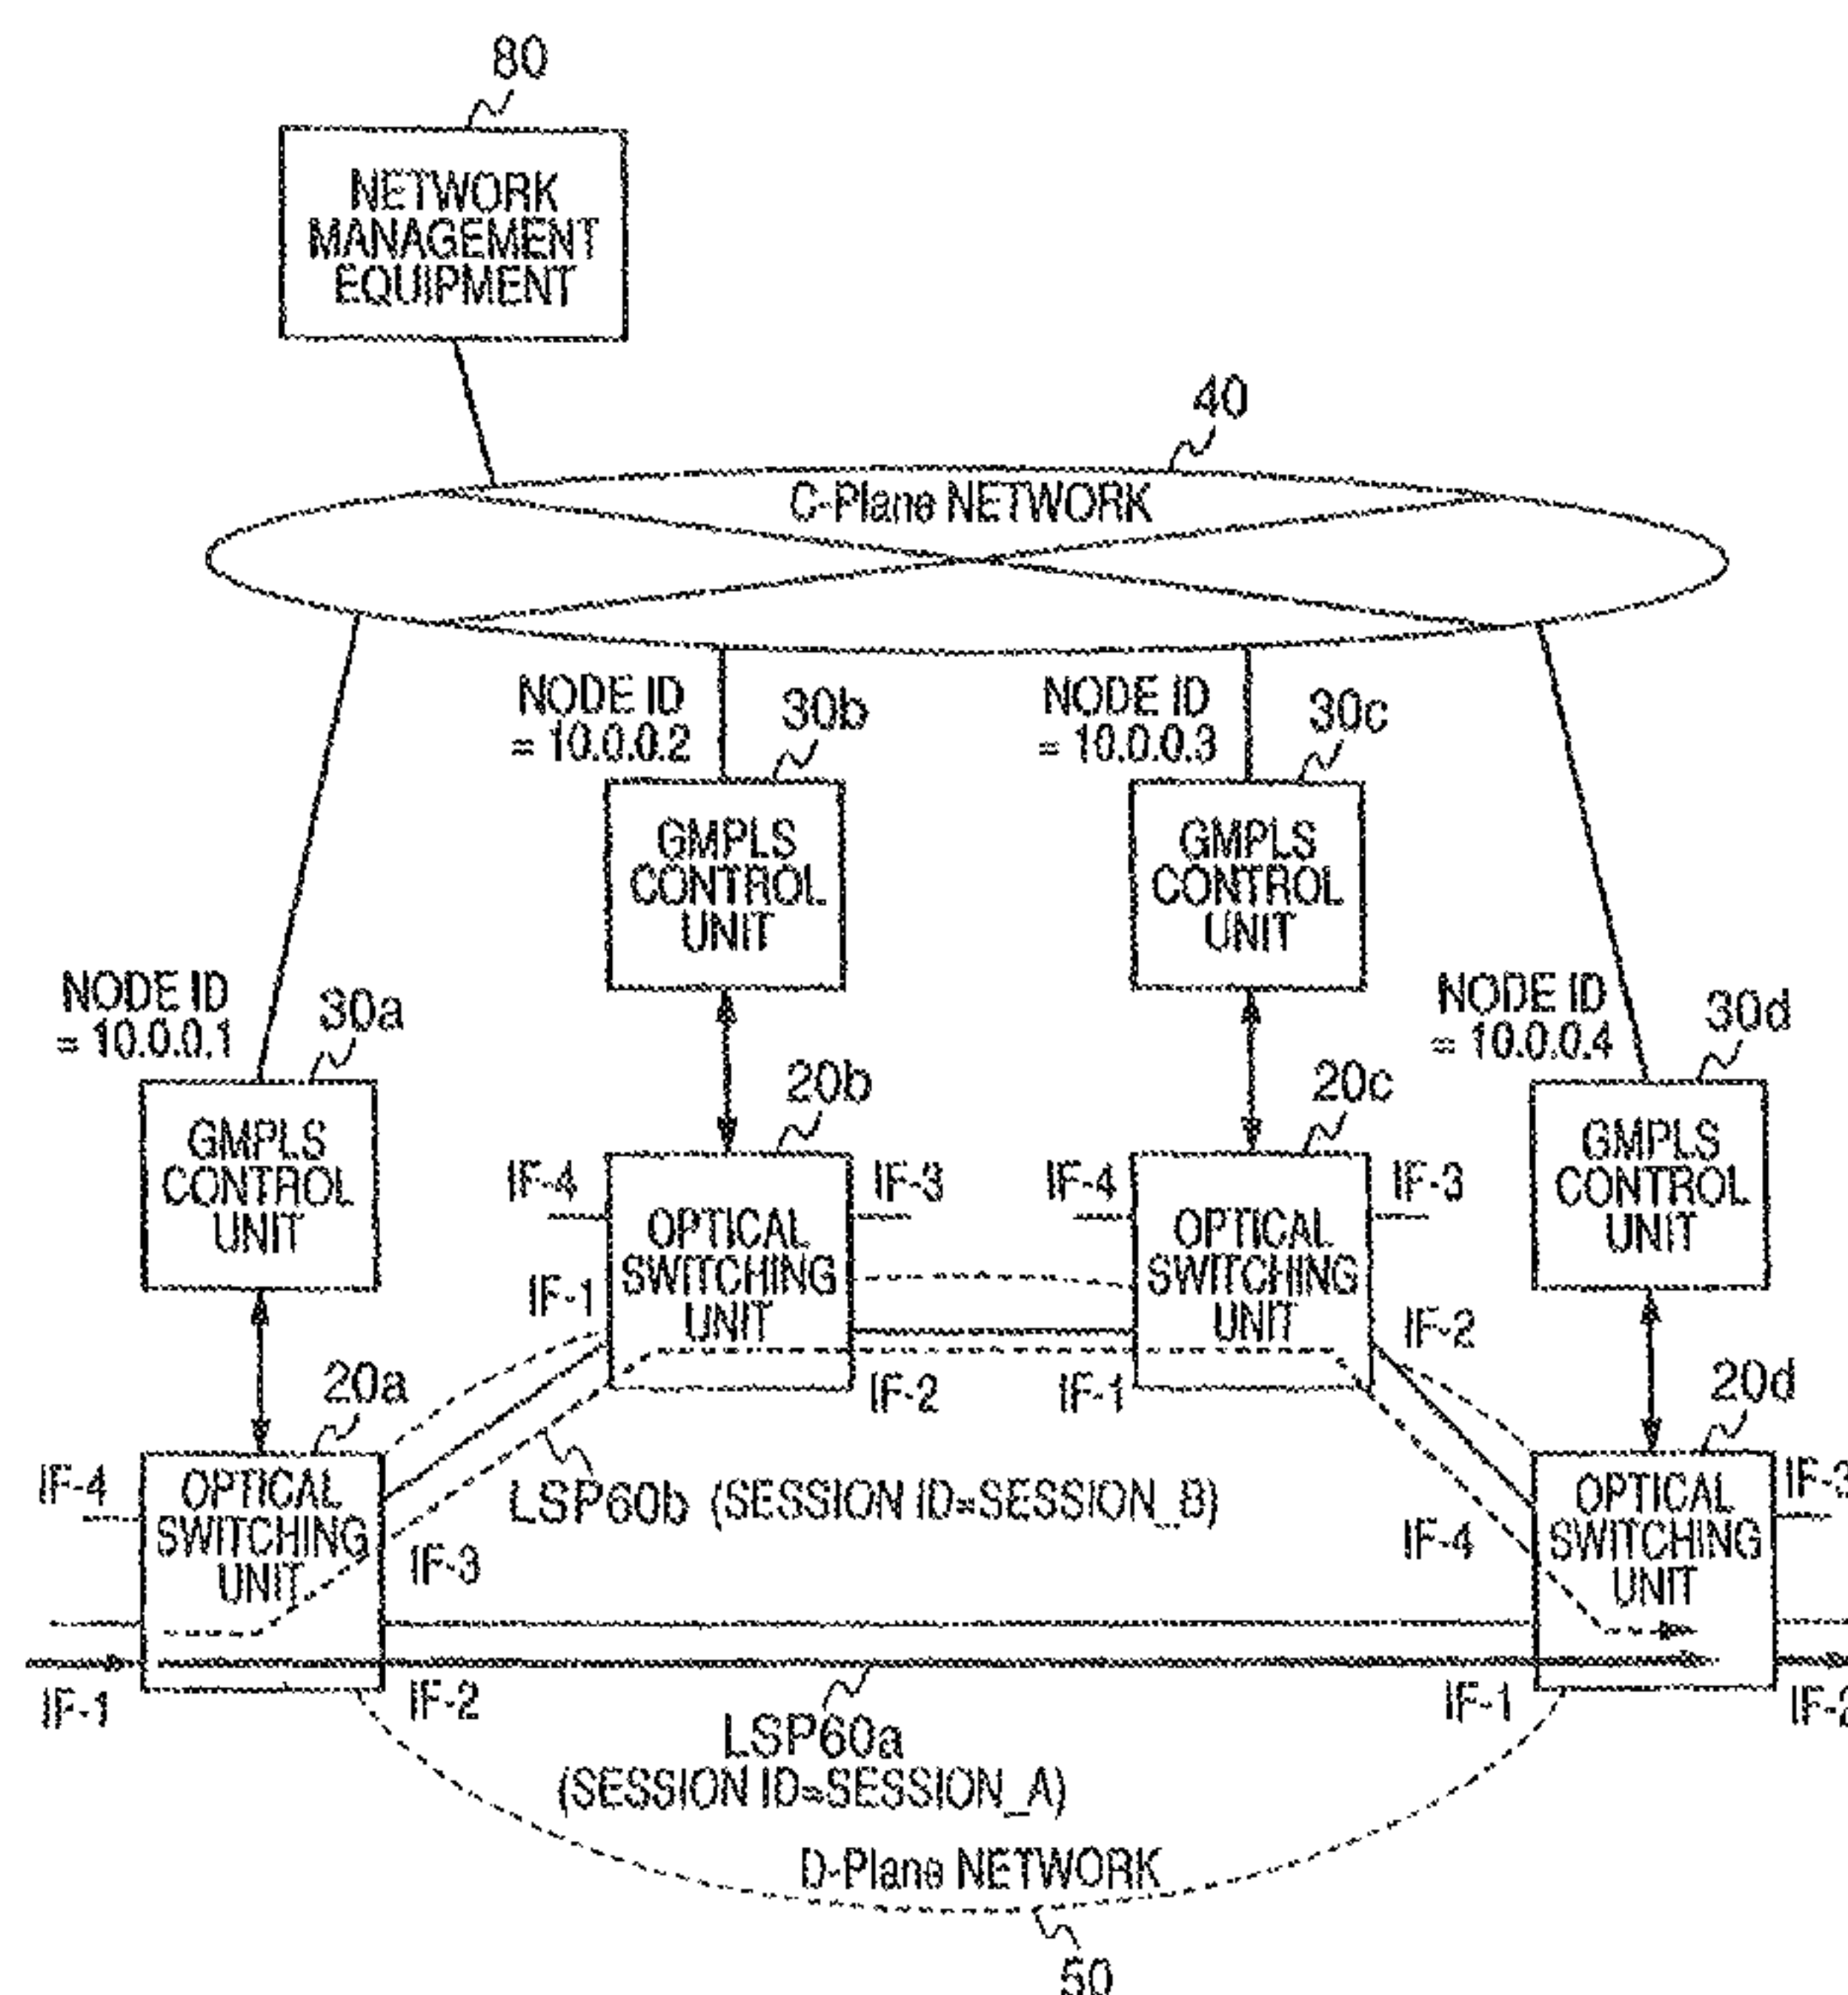 80
NETWORK
MANAGEMENT
EQUIPMENT
40
C-Plane NETWORK
NODE ID
= 10.0.0.2
30b
NODE ID
= 10.0.0.3
30c
GMPLS
CONTROL
UNIT
GMPLS
CONTROL
UNIT
NODE ID
= 10.0.0.1
30a
NODE ID
= 10.0.0.4
30d
GMPLS
CONTROL
UNIT
GMPLS
CONTROL
UNIT
20b
20c
IF-4
OPTICAL
SWITCHING
UNIT
IF-3
IF-4
OPTICAL
SWITCHING
UNIT
IF-3
IF-1
IF-2
IF-1
IF-2
20a
20d
IF-4
OPTICAL
SWITCHING
UNIT
IF-3
LSP60b (SESSION ID=SESSION_B)
IF-4
OPTICAL
SWITCHING
UNIT
IF-3
IF-1
IF-2
LSP60a
(SESSION ID=SESSION_A)
IF-1
IF-2
D-Plane NETWORK
50